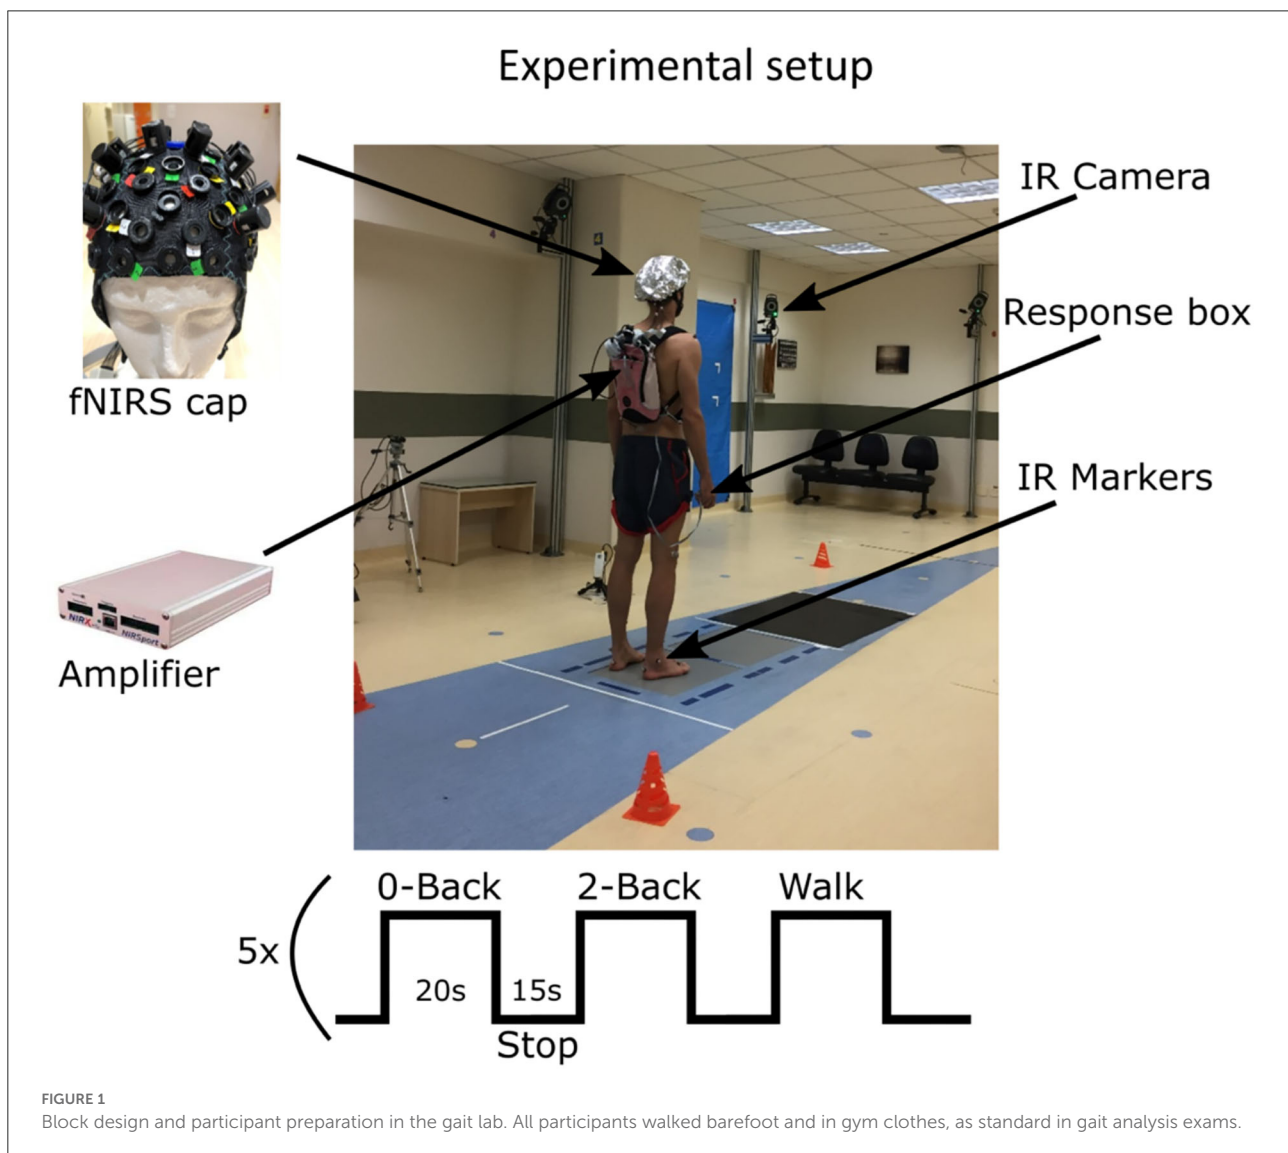 Experimental setup
IR Camera
Response box
fNIRS cap
IR Markers
NIRX
NIRSport
Amplifier
0-Back
2-Back
Walk
5x
20s
15s
Stop
FIGURE 1
Block design and participant preparation in the gait lab. All participants walked barefoot and in gym clothes, as standard in gait analysis exams.